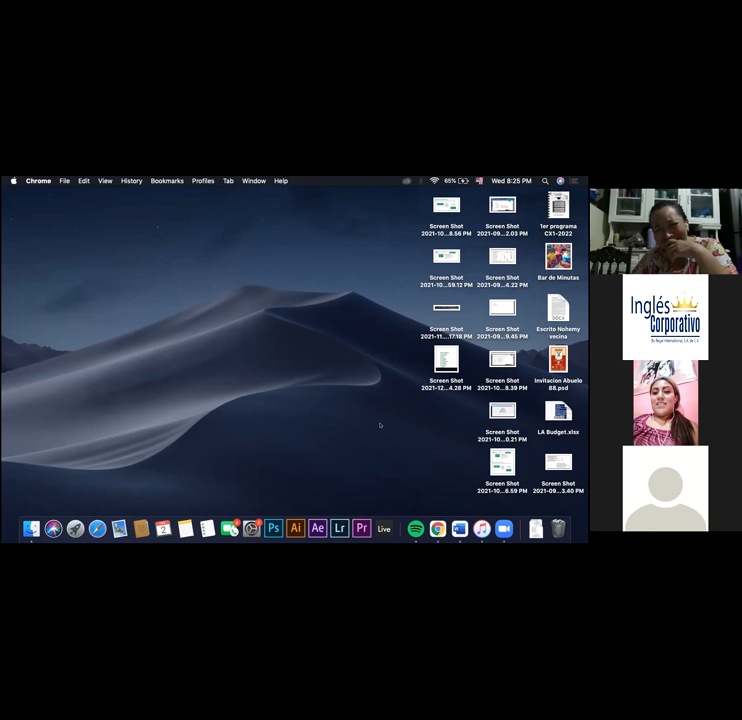 Chrome File Edit View History Bookmarks Profiles Tab Window Help
65% Wed 8:25 PM
Screen Shot
2021-10...8.56 PM
Screen Shot
2021-09...2.03 PM
1er programa
CX1-2022
Screen Shot
2021-10...59.12 PM
Screen Shot
2021-09...4.22 PM
Bar de Minutas
Screen Shot
2021-11....17.18 PM
Screen Shot
2021-09...9.45 PM
DOCX
Escrito Nohemy
vecina
Screen Shot
2021-12...4.28 PM
Screen Shot
2021-10...8.39 PM
Invitacion Abuelo
88.psd
Screen Shot
2021-10...0.21 PM
LA Budget.xlsx
Screen Shot
2021-10...6.59 PM
Screen Shot
2021-09...3.40 PM
2
Ps Ai Ae Lr Pr Live
Inglés
Corporativo